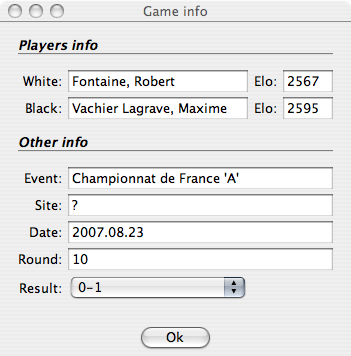 Game info
Players info
White: Fontaine, Robert Elo: 2567
Black: Vachier Lagrave, Maxime Elo: 2595
Other info
Event: Championnat de France 'A'
Site: ?
Date: 2007.08.23
Round: 10
Result: 0-1
Ok